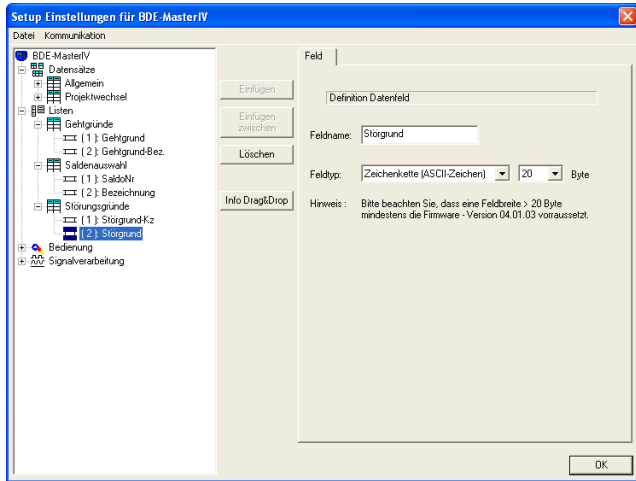 Setup Einstellungen für BDE-MasterIV
Datei Kommunikation
BDE-MasterIV
Datensätze
Allgemein
Projektwechsel
Listen
Gehtgründe
( 1 ): Gehtgrund
( 2 ): Gehtgrund-Bez.
Saldenauswahl
( 1 ): SaldoNr
( 2 ): Bezeichnung
Störungsgründe
( 1 ): Störgrund-Kz
( 2 ): Störgrund
Bedienung
Signalverarbeitung
Einfügen
Einfügen
zwischen
Löschen
Info Drag&Drop
Feld
Definition Datenfeld
Feldname: Störgrund
Feldtyp: Zeichenkette (ASCII-Zeichen) 20 Byte
Hinweis : Bitte beachten Sie, dass eine Feldbreite > 20 Byte
mindestens die Firmware - Version 04.01.03 vorraussetzt.
OK